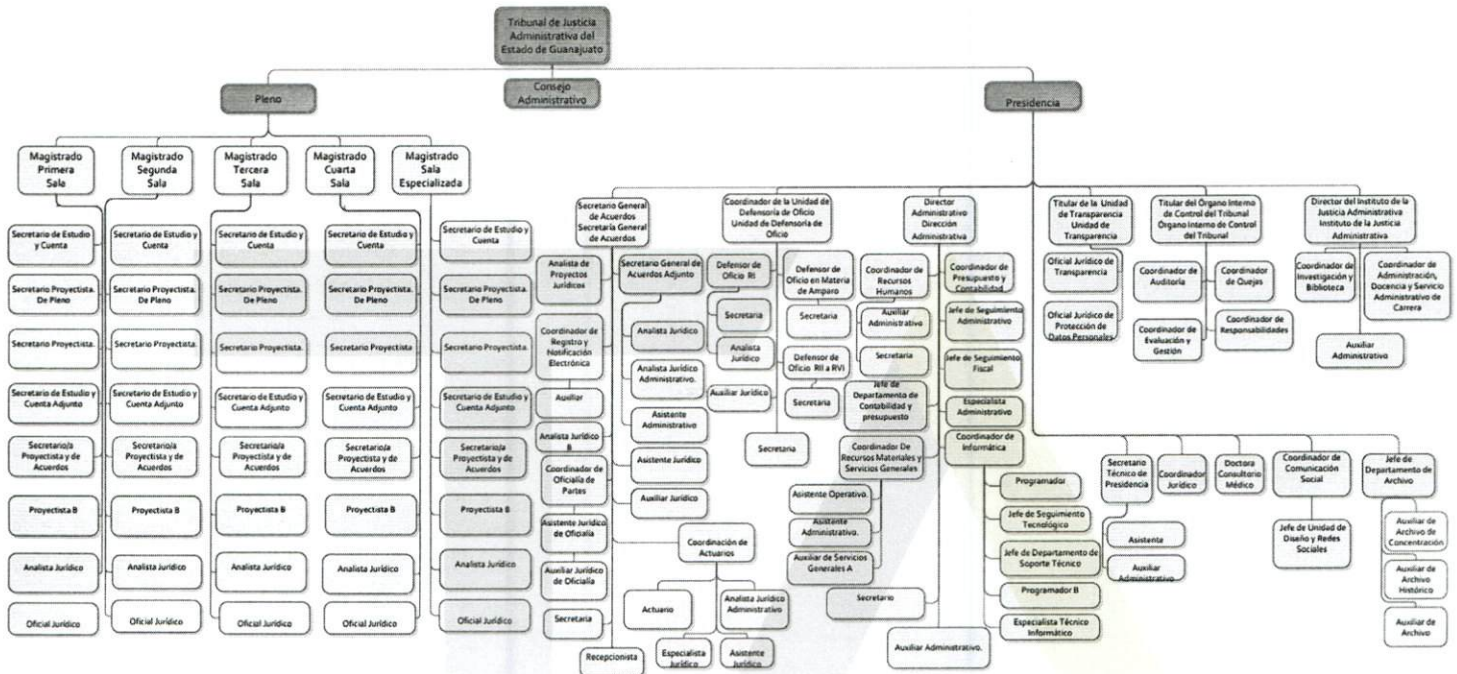 Tribunal de Justicia
Administrativa del
Estado de Guanajuato
Pleno
Consejo
Administrativo
Presidencia
Magistrado
Primera
Sala
Magistrado
Segunda
Sala
Magistrado
Tercera
Sala
Magistrado
Cuarta
Sala
Magistrado
Sala
Especializada
Secretario de Estudio
y Cuenta
Secretario Proyectista.
De Pleno
Secretario Proyectista.
Secretario de Estudio y
Cuenta Adjunto
Secretario/a
Proyectista y de
Acuerdos
Proyectista B
Analista Jurídico
Oficial Jurídico
Secretario de Estudio y
Cuenta
Secretario Proyectista.
De Pleno
Secretario Proyectista.
Secretario de Estudio y
Cuenta Adjunto
Secretario/a
Proyectista y de
Acuerdos
Proyectista B
Analista Jurídico
Oficial Jurídico
Secretario de Estudio y
Cuenta
Secretario Proyectista.
De Pleno
Secretario Proyectista.
Secretario de Estudio y
Cuenta Adjunto
Secretario/a
Proyectista y de
Acuerdos
Proyectista B
Analista Jurídico
Oficial Jurídico
Secretario de Estudio y
Cuenta
Secretario Proyectista.
De Pleno
Secretario Proyectista
Secretario de Estudio y
Cuenta Adjunto
Secretario/a
Proyectista y de
Acuerdos
Proyectista B
Analista Jurídico
Oficial Jurídico
Secretario de Estudio y
Cuenta
Secretario Proyectista.
De Pleno
Secretario Proyectista.
Secretario de Estudio y
Cuenta Adjunto
Secretario/a
Proyectista y de
Acuerdos
Proyectista B
Analista Jurídico
Oficial Jurídico
Secretario General
de Acuerdos
Secretaría General
de Acuerdos
Analista de
Proyectos
Jurídicos
Coordinador de
Registro y
Notificación
Electrónica
Auxiliar
Analista Jurídico
B
Coordinador de
Oficialía de
Partes
Asistente Jurídico
de Oficialía
Auxiliar Jurídico
de Oficialía
Secretaria
Recepcionista
Secretario General de
Acuerdos Adjunto
Analista Jurídico
Analista Jurídico
Administrativo.
Asistente
Administrativo
Asistente Jurídico
Auxiliar Jurídico
Coordinación de
Actuarios
Actuario
Analista Jurídico
Administrativo
Especialista
Jurídico
Asistente
Jurídico
Coordinador de la Unidad de
Defensoría de Oficio
Unidad de Defensoría de
Oficio
Defensor de
Oficio RI
Secretaria
Analista
Jurídico
Auxiliar Jurídico
Defensor de
Oficio en Materia
de Amparo
Secretaria
Defensor de
Oficio RII a RVI
Secretaria
Secretaria
Director
Administrativo
Dirección
Administrativa
Coordinador de
Recursos
Humanos
Auxiliar
Administrativo
Secretaria
Jefe de
Departamento de
Contabilidad y
presupuesto
Coordinador De
Recursos Materiales y
Servicios Generales
Asistente Operativo.
Asistente
Administrativo.
Auxiliar de Servicios
Generales A
Secretario
Auxiliar Administrativo.
Coordinador de
Presupuesto y
Contabilidad
Jefe de Seguimiento
Administrativo
Jefe de Seguimiento
Fiscal
Especialista
Administrativo
Coordinador de
Informática
Programador
Jefe de Seguimiento
Tecnológico
Jefe de Departamento de
Soporte Técnico
Programador B
Especialista Técnico
Informático
Titular de la Unidad
de Transparencia
Unidad de
Transparencia
Oficial Jurídico de
Transparencia
Oficial Jurídico de
Protección de
Datos Personales
Titular del Órgano Interno
de Control del Tribunal
Órgano Interno de Control
del Tribunal
Coordinador de
Auditoría
Coordinador
de Quejas
Coordinador de
Evaluación y
Gestión
Coordinador de
Responsabilidades
Director del Instituto de la
Justicia Administrativa
Instituto de la Justicia
Administrativa
Coordinador de
Investigación y
Biblioteca
Coordinador de
Administración,
Docencia y Servicio
Administrativo de
Carrera
Auxiliar
Administrativo
Secretario
Técnico de
Presidencia
Asistente
Auxiliar
Administrativo
Coordinador
Jurídico
Doctora
Consultorio
Médico
Coordinador de
Comunicación
Social
Jefe de Unidad de
Diseño y Redes
Sociales
Jefe de
Departamento de
Archivo
Auxiliar de
Archivo de
Concentración
Auxiliar de
Archivo
Histórico
Auxiliar de
Archivo